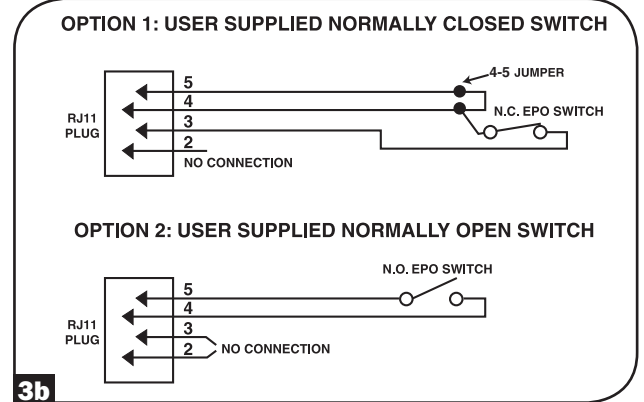 OPTION 1: USER SUPPLIED NORMALLY CLOSED SWITCH
4-5 JUMPER
5
4
N.C. EPO SWITCH
RJ11
PLUG
3
2
NO CONNECTION
OPTION 2: USER SUPPLIED NORMALLY OPEN SWITCH
N.O. EPO SWITCH
5
4
RJ11
PLUG
3
NO CONNECTION
2
3b